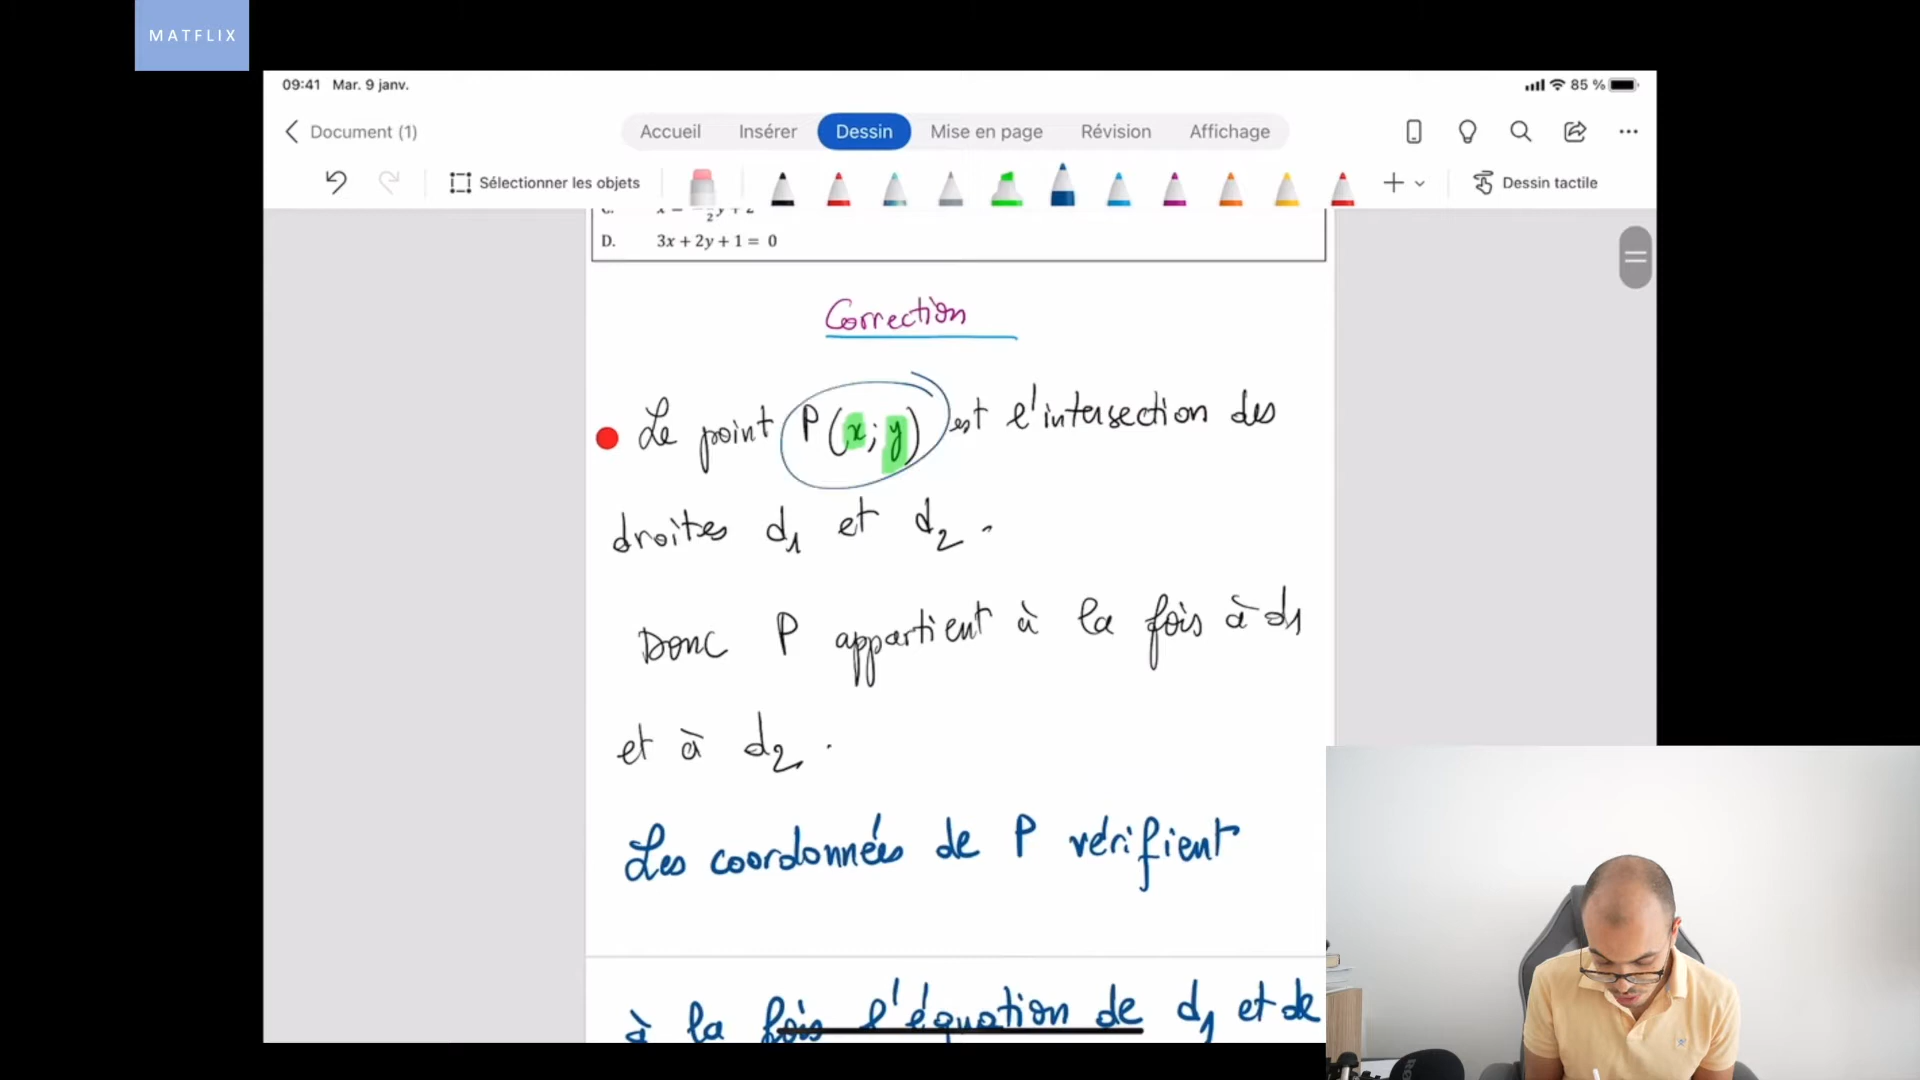 MATFLIX
09:41 Mar. 9 janv.
85 %
Document (1)
Accueil Insérer Dessin Mise en page Révision Affichage
Sélectionner les objets
Dessin tactile
D. 3x + 2y + 1 = 0
Correction
Le point P(x; y) est l'intersection des
droites d1 et d2.
Donc P appartient à la fois à d1
et à d2.
Les coordonnées de P vérifient
à la fois l'équation de d1 et de